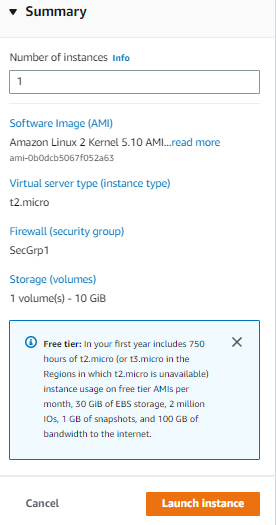 Summary
Number of instances Info
1
Software Image (AMI)
Amazon Linux 2 Kernel 5.10 AMI...read more
ami-0b0dcb5067f052a63
Virtual server type (instance type)
t2.micro
Firewall (security group)
SecGrp1
Storage (volumes)
1 volume(s) - 10 GiB
Free tier: In your first year includes 750
hours of t2.micro (or t3.micro in the
Regions in which t2.micro is unavailable)
instance usage on free tier AMIs per
month, 30 GiB of EBS storage, 2 million
IOs, 1 GB of snapshots, and 100 GB of
bandwidth to the internet.
Cancel
Launch instance